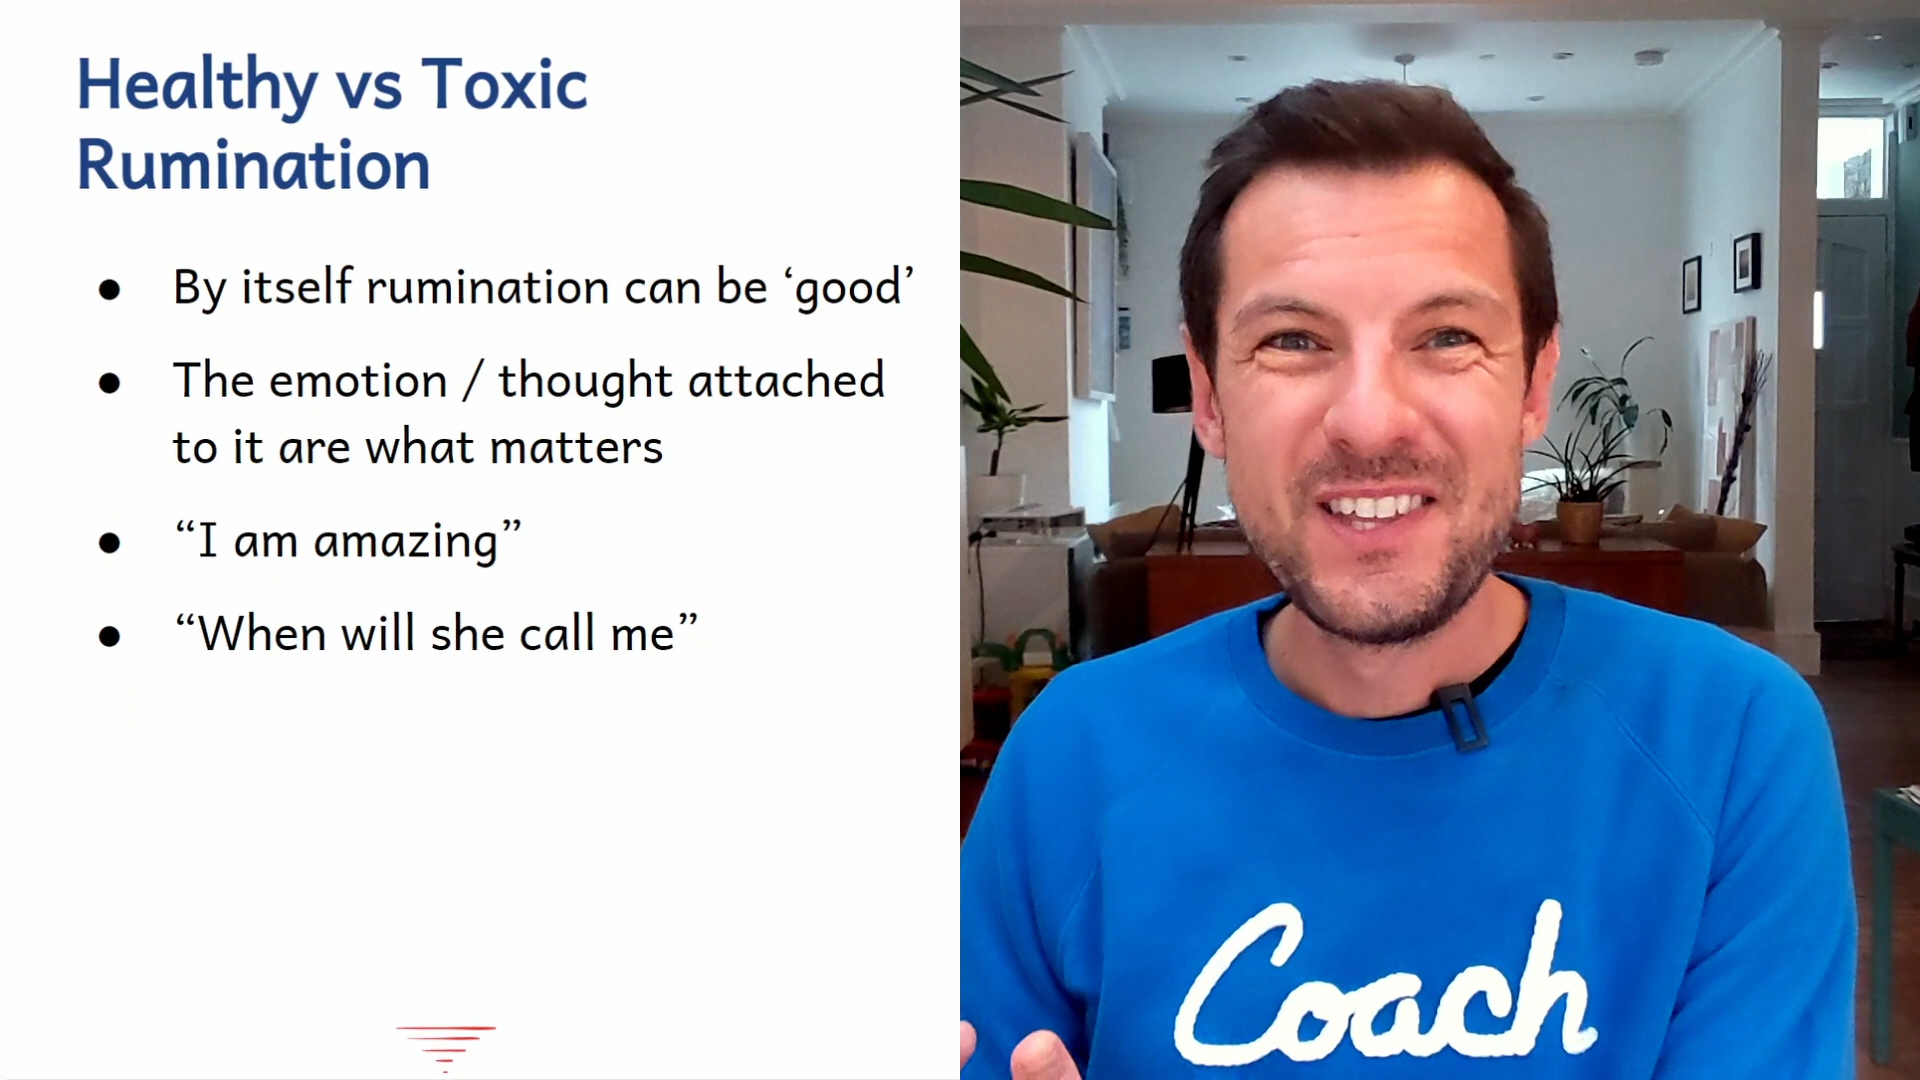 Healthy vs Toxic
Rumination
● By itself rumination can be ‘good’
● The emotion / thought attached
to it are what matters
● “I am amazing”
● “When will she call me”
Coach